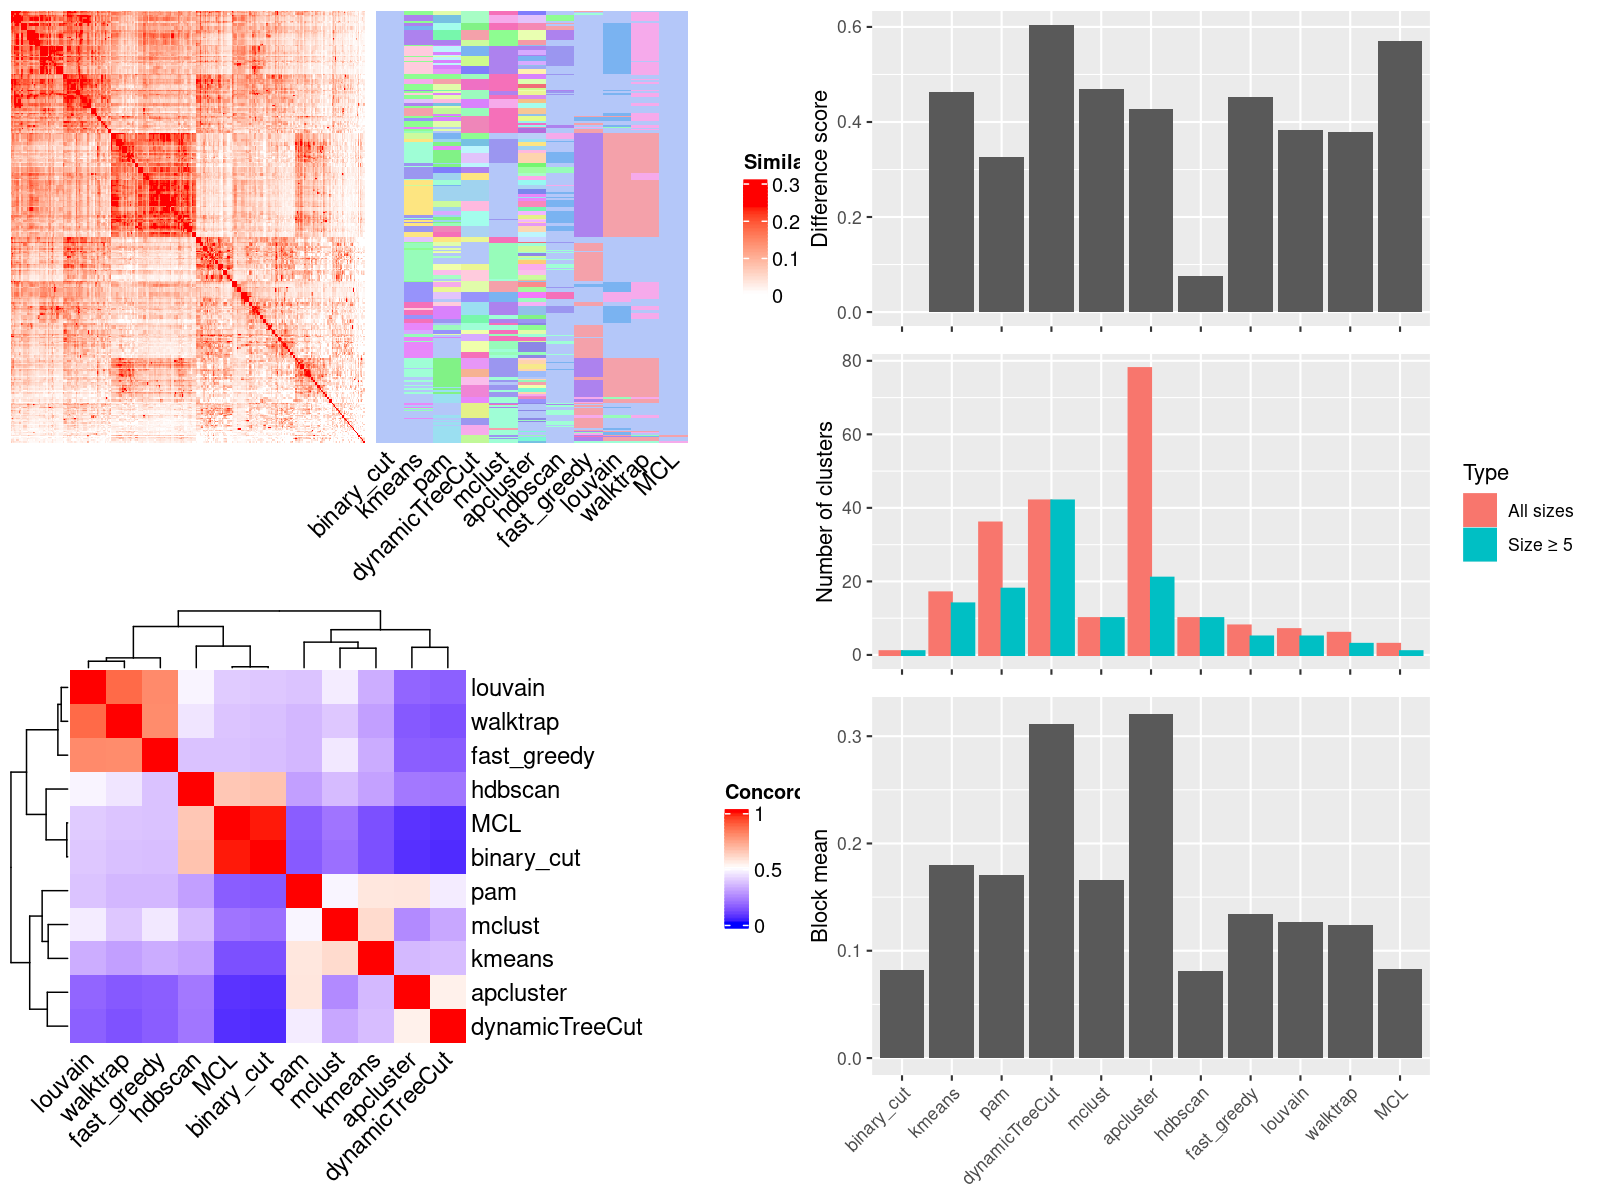 Simila
0.3
0.2
0.1
0
binary_cut
kmeans
pam
dynamicTreeCut
mclust
apcluster
hdbscan
fast_greedy
louvain
walktrap
MCL
louvain
walktrap
fast_greedy
hdbscan
MCL
binary_cut
pam
mclust
kmeans
apcluster
dynamicTreeCut
louvain
walktrap
fast_greedy
hdbscan
MCL
binary_cut
pam
mclust
kmeans
apcluster
dynamicTreeCut
Concord
1
0.5
0
Difference score
0.6
0.4
0.2
0.0
Number of clusters
80
60
40
20
0
Type
All sizes
Size ≥ 5
Block mean
0.3
0.2
0.1
0.0
binary_cut
kmeans
pam
dynamicTreeCut
mclust
apcluster
hdbscan
fast_greedy
louvain
walktrap
MCL